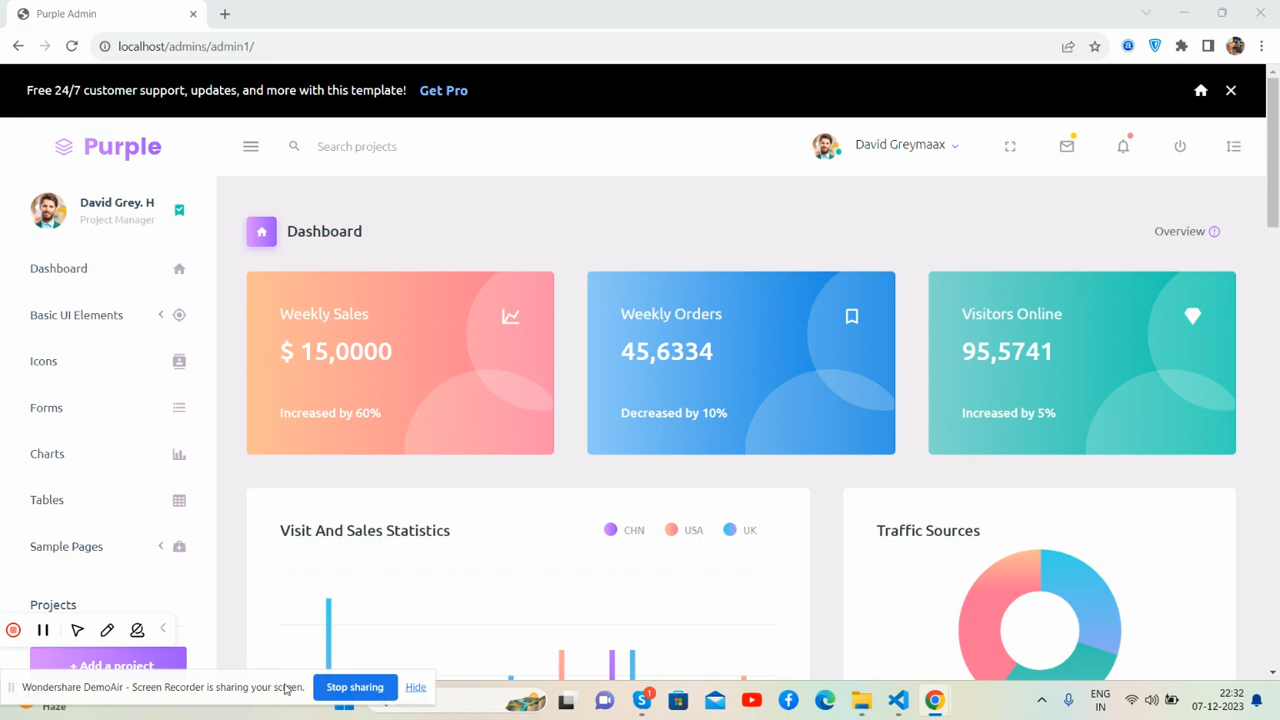 Purple Admin
localhost/admins/admin1/
Free 24/7 customer support, updates, and more with this template! Get Pro
Purple
Search projects
David Greymaax
David Grey. H
Project Manager
Dashboard
Basic UI Elements
Icons
Forms
Charts
Tables
Sample Pages
Projects
+ Add a project
Dashboard
Overview
Weekly Sales
$ 15,0000
Increased by 60%
Weekly Orders
45,6334
Decreased by 10%
Visitors Online
95,5741
Increased by 5%
Visit And Sales Statistics
CHN USA UK
Traffic Sources
Wondershare DemoAir - Screen Recorder is sharing your screen.
Stop sharing
Hide
Haze
1
ENG
IN
22:32
07-12-2023